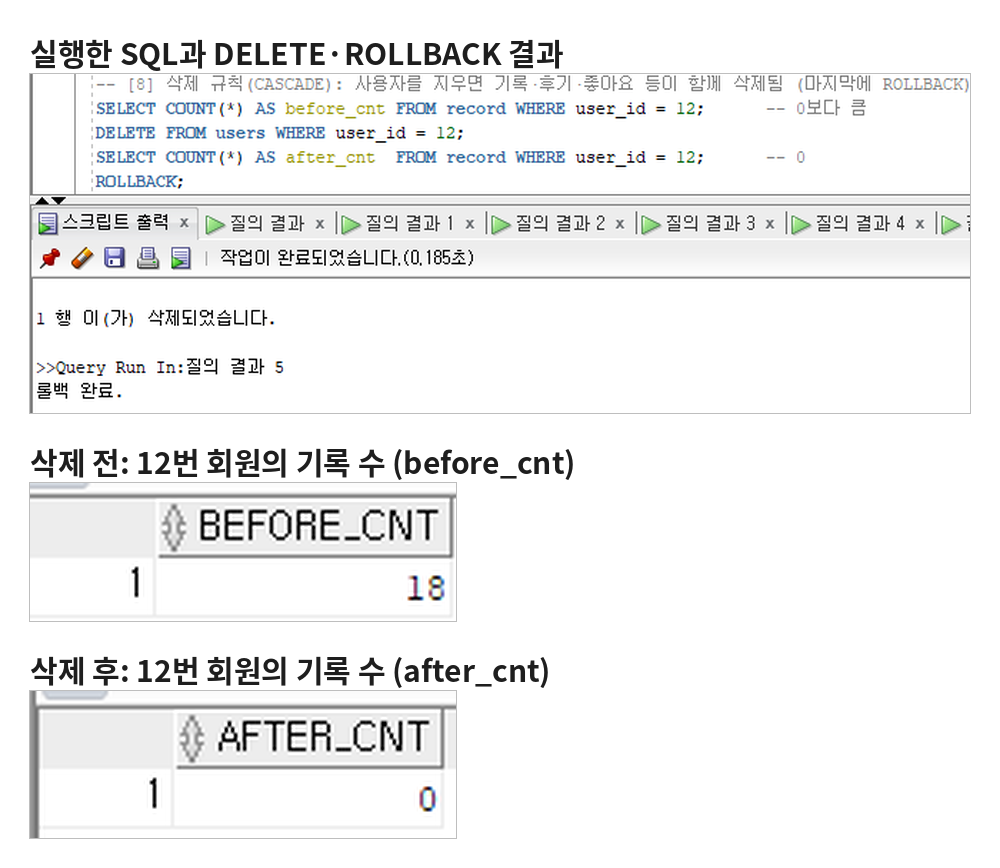 실행한 SQL과 DELETE·ROLLBACK 결과
-- [8] 삭제 규칙(CASCADE): 사용자를 지우면 기록·후기·좋아요 등이 함께 삭제됨 (마지막에 ROLLBACK)
SELECT COUNT(*) AS before_cnt FROM record WHERE user_id = 12; -- 0보다 큼
DELETE FROM users WHERE user_id = 12;
SELECT COUNT(*) AS after_cnt FROM record WHERE user_id = 12; -- 0
ROLLBACK;
스크립트 출력 x 질의 결과 x 질의 결과 1 x 질의 결과 2 x 질의 결과 3 x 질의 결과 4 x
작업이 완료되었습니다.(0,185초)
1 행 이(가) 삭제되었습니다.
>>Query Run In:질의 결과 5
롤백 완료.
삭제 전: 12번 회원의 기록 수 (before_cnt)
BEFORE_CNT
1 18
삭제 후: 12번 회원의 기록 수 (after_cnt)
AFTER_CNT
1 0